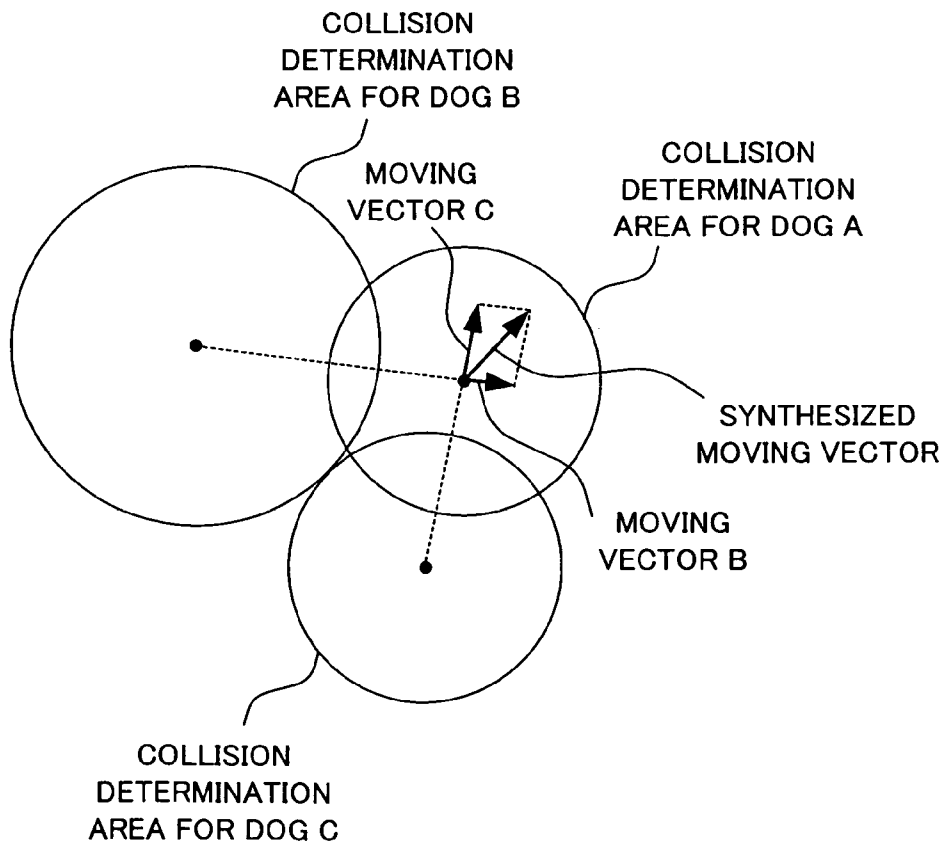 COLLISION
DETERMINATION
AREA FOR DOG B
MOVING
VECTOR C
COLLISION
DETERMINATION
AREA FOR DOG A
SYNTHESIZED
MOVING VECTOR
MOVING
VECTOR B
COLLISION
DETERMINATION
AREA FOR DOG C